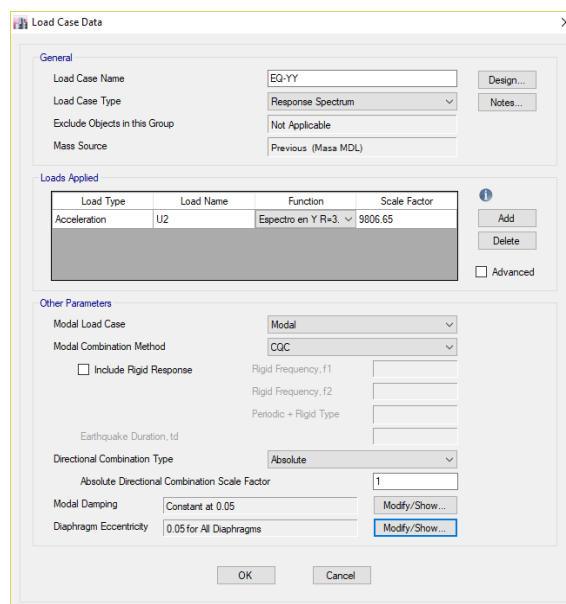 Load Case Data
General
Load Case Name EQ-YY Design...
Load Case Type Response Spectrum Notes...
Exclude Objects in this Group Not Applicable
Mass Source Previous (Masa MDL)
Loads Applied
Load Type Load Name Function Scale Factor
Acceleration U2 Espectro en Y R=3. 9806.65 Add
Delete
Advanced
Other Parameters
Modal Load Case Modal
Modal Combination Method CQC
Include Rigid Response Rigid Frequency, f1
Rigid Frequency, f2
Periodic + Rigid Type
Earthquake Duration, td
Directional Combination Type Absolute
Absolute Directional Combination Scale Factor 1
Modal Damping Constant at 0.05 Modify/Show...
Diaphragm Eccentricity 0.05 for All Diaphragms Modify/Show...
OK Cancel